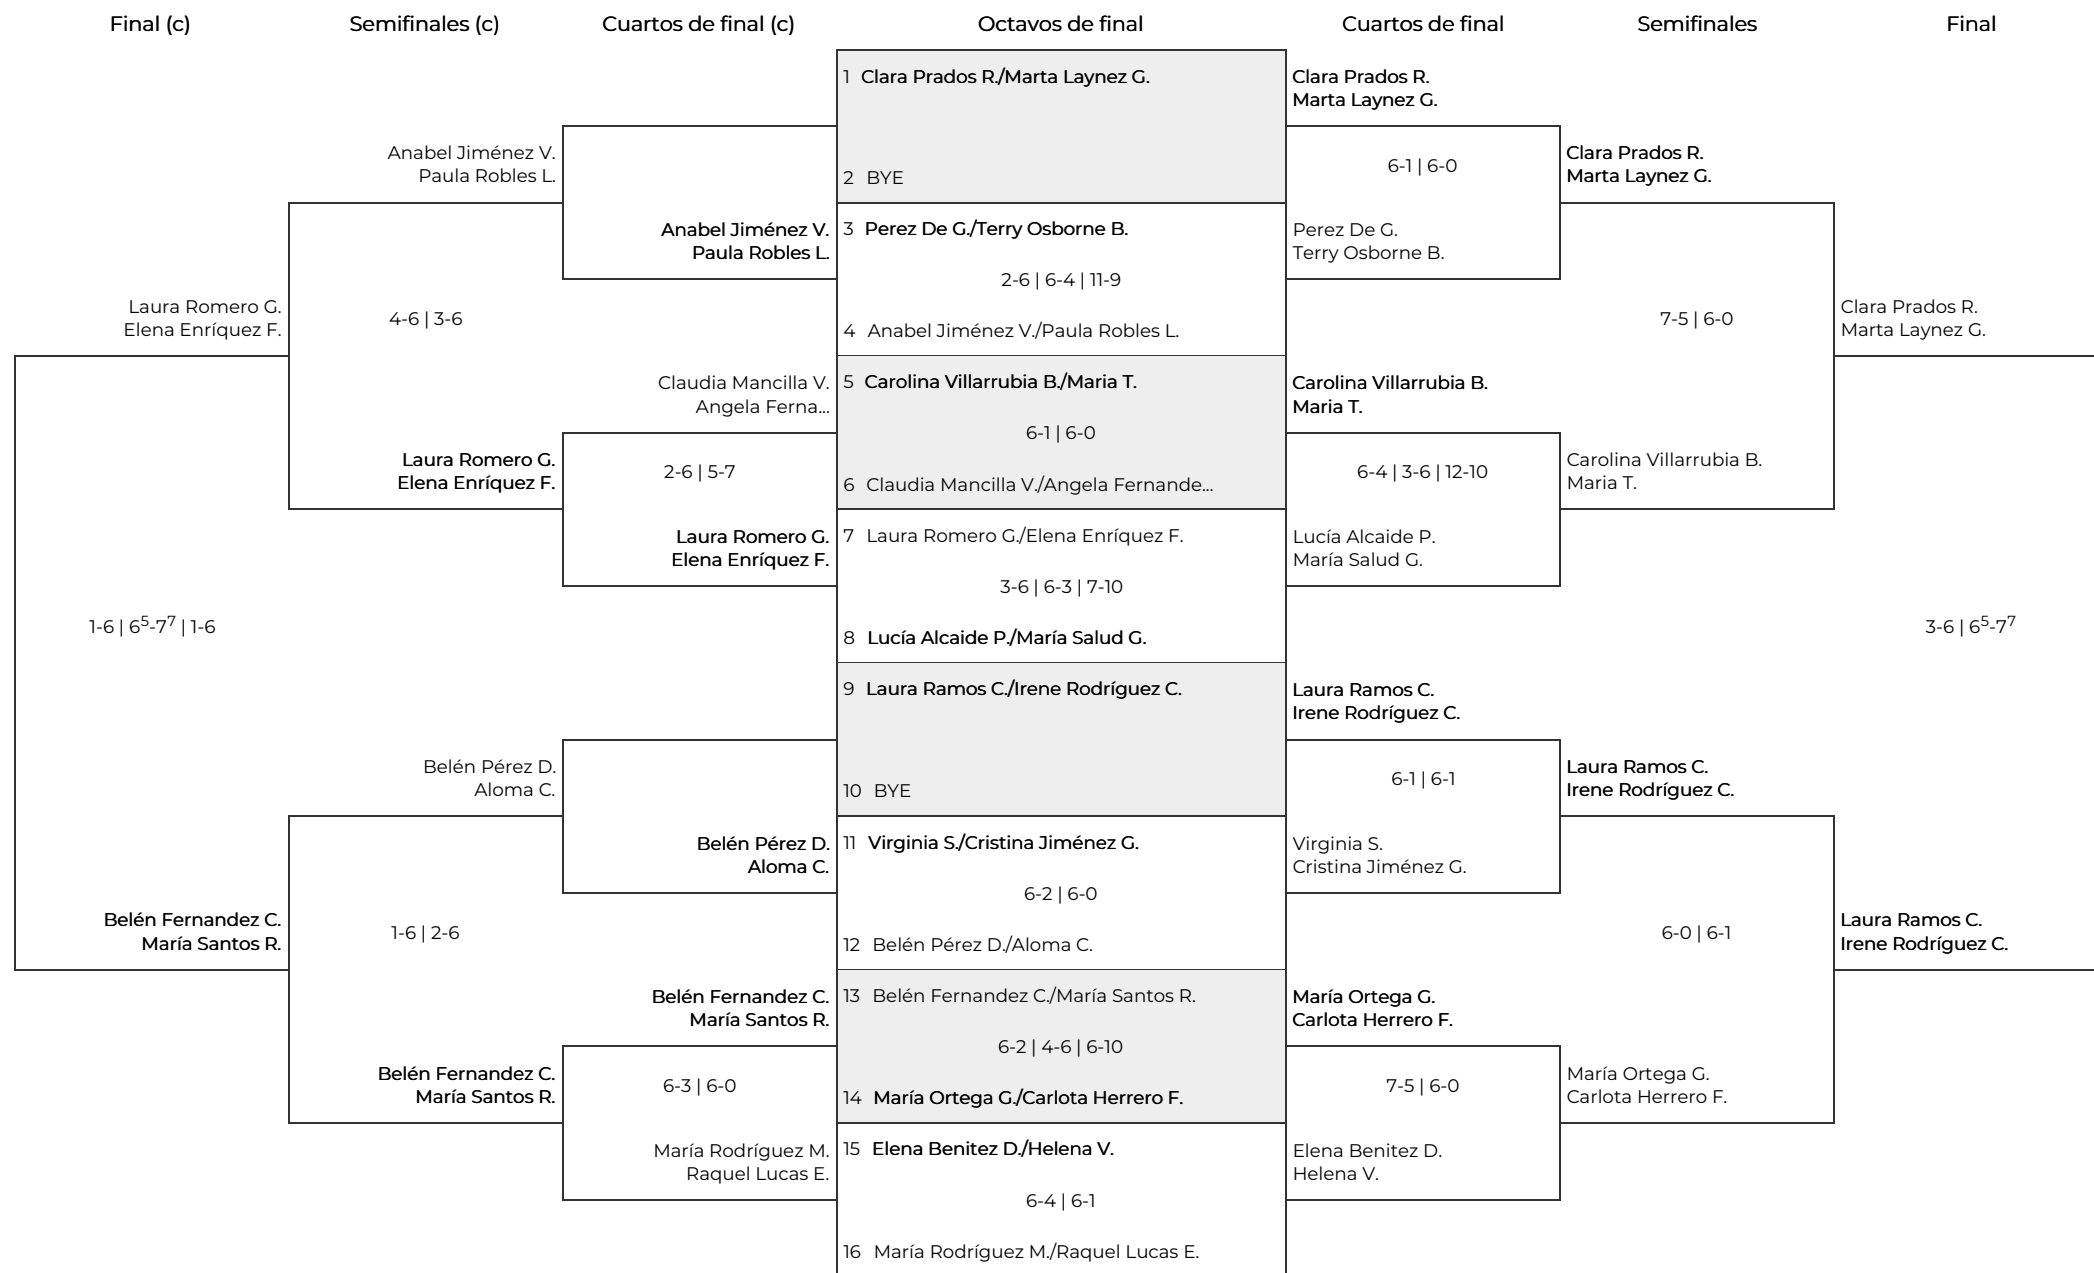 Final (c)
Semifinales (c)
Cuartos de final (c)
Octavos de final
Cuartos de final
Semifinales
Final
Laura Romero G.
Elena Enríquez F.
1-6 | 6⁵-7⁷ | 1-6
Belén Fernandez C.
María Santos R.
Anabel Jiménez V.
Paula Robles L.
4-6 | 3-6
Laura Romero G.
Elena Enríquez F.
Belén Pérez D.
Aloma C.
1-6 | 2-6
Belén Fernandez C.
María Santos R.
Anabel Jiménez V.
Paula Robles L.
Claudia Mancilla V.
Angela Ferna...
2-6 | 5-7
Laura Romero G.
Elena Enríquez F.
Belén Pérez D.
Aloma C.
Belén Fernandez C.
María Santos R.
6-3 | 6-0
María Rodríguez M.
Raquel Lucas E.
1 Clara Prados R./Marta Laynez G.
2 BYE
3 Perez De G./Terry Osborne B.
2-6 | 6-4 | 11-9
4 Anabel Jiménez V./Paula Robles L.
5 Carolina Villarrubia B./Maria T.
6-1 | 6-0
6 Claudia Mancilla V./Angela Fernande...
7 Laura Romero G./Elena Enríquez F.
3-6 | 6-3 | 7-10
8 Lucía Alcaide P./María Salud G.
9 Laura Ramos C./Irene Rodríguez C.
10 BYE
11 Virginia S./Cristina Jiménez G.
6-2 | 6-0
12 Belén Pérez D./Aloma C.
13 Belén Fernandez C./María Santos R.
6-2 | 4-6 | 6-10
14 María Ortega G./Carlota Herrero F.
15 Elena Benitez D./Helena V.
6-4 | 6-1
16 María Rodríguez M./Raquel Lucas E.
Clara Prados R.
Marta Laynez G.
6-1 | 6-0
Perez De G.
Terry Osborne B.
Carolina Villarrubia B.
Maria T.
6-4 | 3-6 | 12-10
Lucía Alcaide P.
María Salud G.
Laura Ramos C.
Irene Rodríguez C.
6-1 | 6-1
Virginia S.
Cristina Jiménez G.
María Ortega G.
Carlota Herrero F.
7-5 | 6-0
Elena Benitez D.
Helena V.
Clara Prados R.
Marta Laynez G.
7-5 | 6-0
Carolina Villarrubia B.
Maria T.
Laura Ramos C.
Irene Rodríguez C.
6-0 | 6-1
María Ortega G.
Carlota Herrero F.
Clara Prados R.
Marta Laynez G.
3-6 | 6⁵-7⁷
Laura Ramos C.
Irene Rodríguez C.